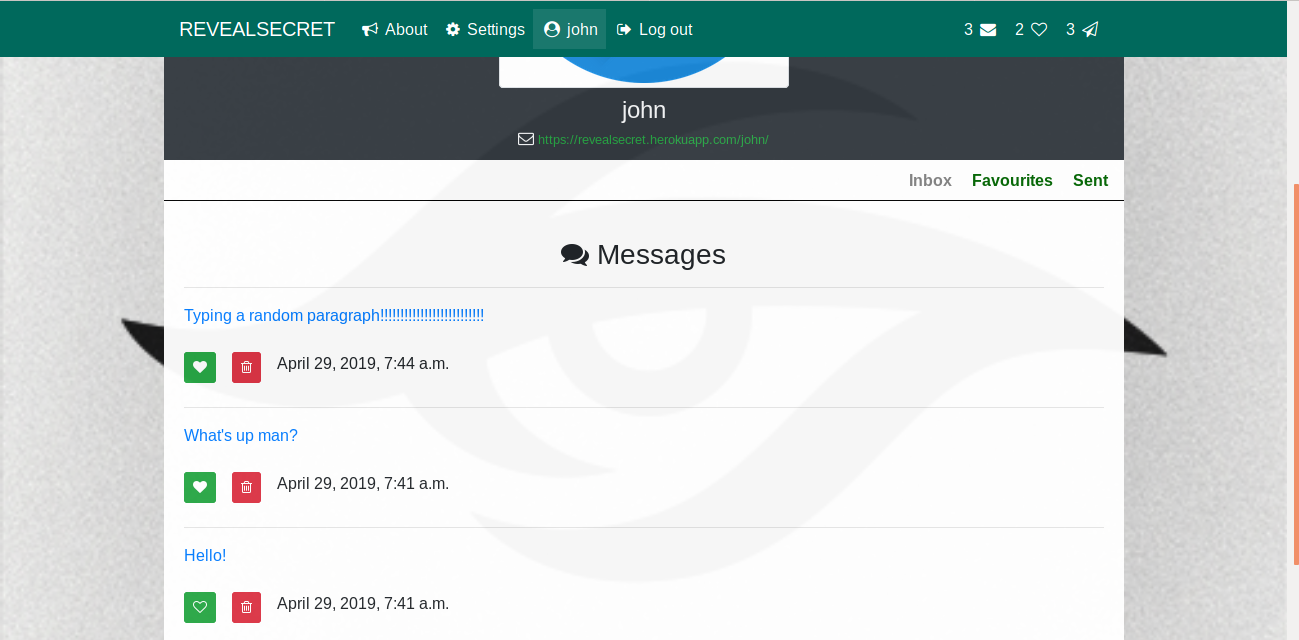 REVEALSECRET About Settings john Log out 3 2 3
john
https://revealsecret.herokuapp.com/john/
Inbox Favourites Sent
Messages
Typing a random paragraph!!!!!!!!!!!!!!!!!!!!!!!!!!
April 29, 2019, 7:44 a.m.
What's up man?
April 29, 2019, 7:41 a.m.
Hello!
April 29, 2019, 7:41 a.m.